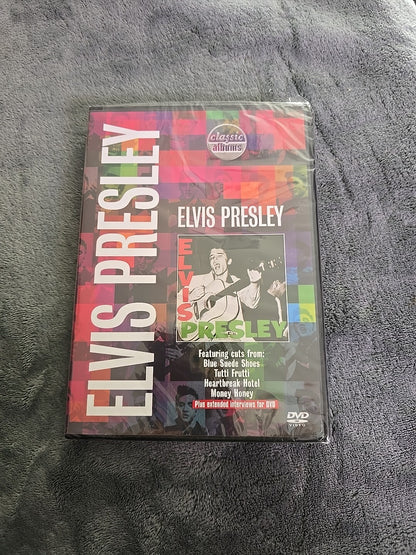 ELVIS PRESLEY
classic
albums
ELVIS PRESLEY
ELVIS
PRESLEY
Featuring cuts from:
Blue Suede Shoes
Tutti Frutti
Heartbreak Hotel
Money Honey
Plus extended interviews for DVD
DVD
VIDEO